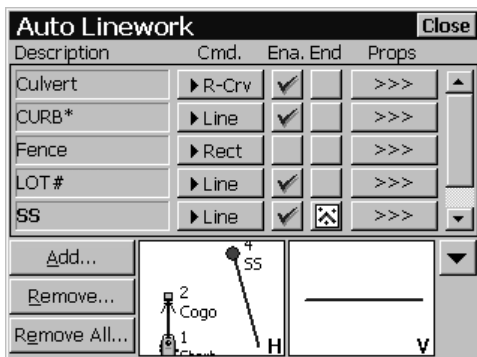 Auto Linework Close
Description Cmd. Ena. End Props
Culvert R-Crv >>>
CURB* Line >>>
Fence Rect >>>
LOT# Line >>>
SS Line >>>
Add...
Remove...
Remove All...
4
SS
2
Cogo
1
Start
H
V